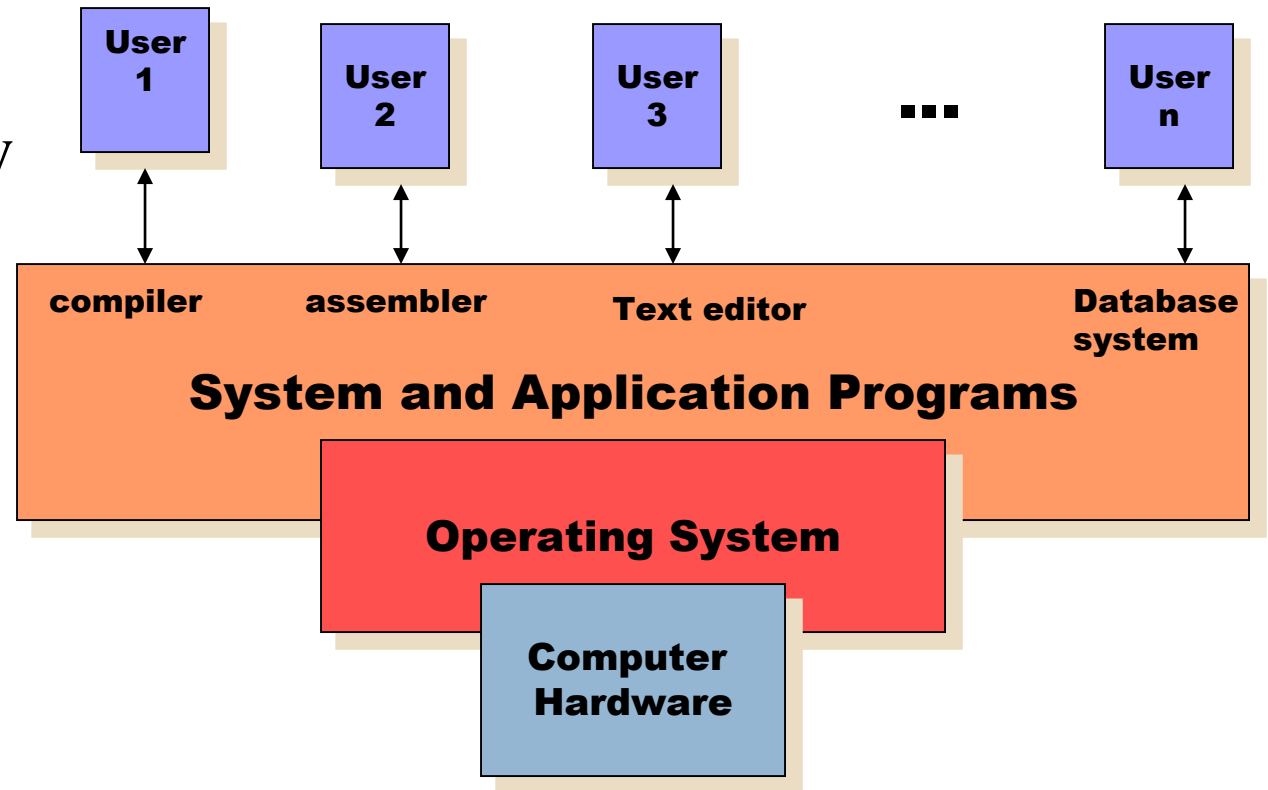 User
1
User
2
User
3
...
User
n
y
compiler
assembler
Text editor
Database
system
System and Application Programs
Operating System
Computer
Hardware